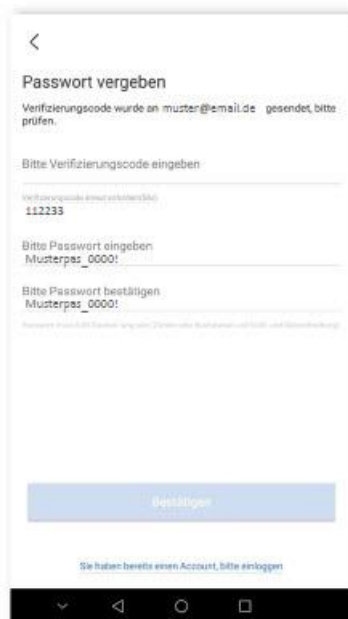 Passwort vergeben
Verifizierungscode wurde an muster@email.de gesendet, bitte
prüfen.
Bitte Verifizierungscode eingeben
112233
Bitte Passwort eingeben
Musterpas_0000!
Bitte Passwort bestätigen
Musterpas_0000!
Bestätigen
Sie haben bereits einen Account, bitte einloggen